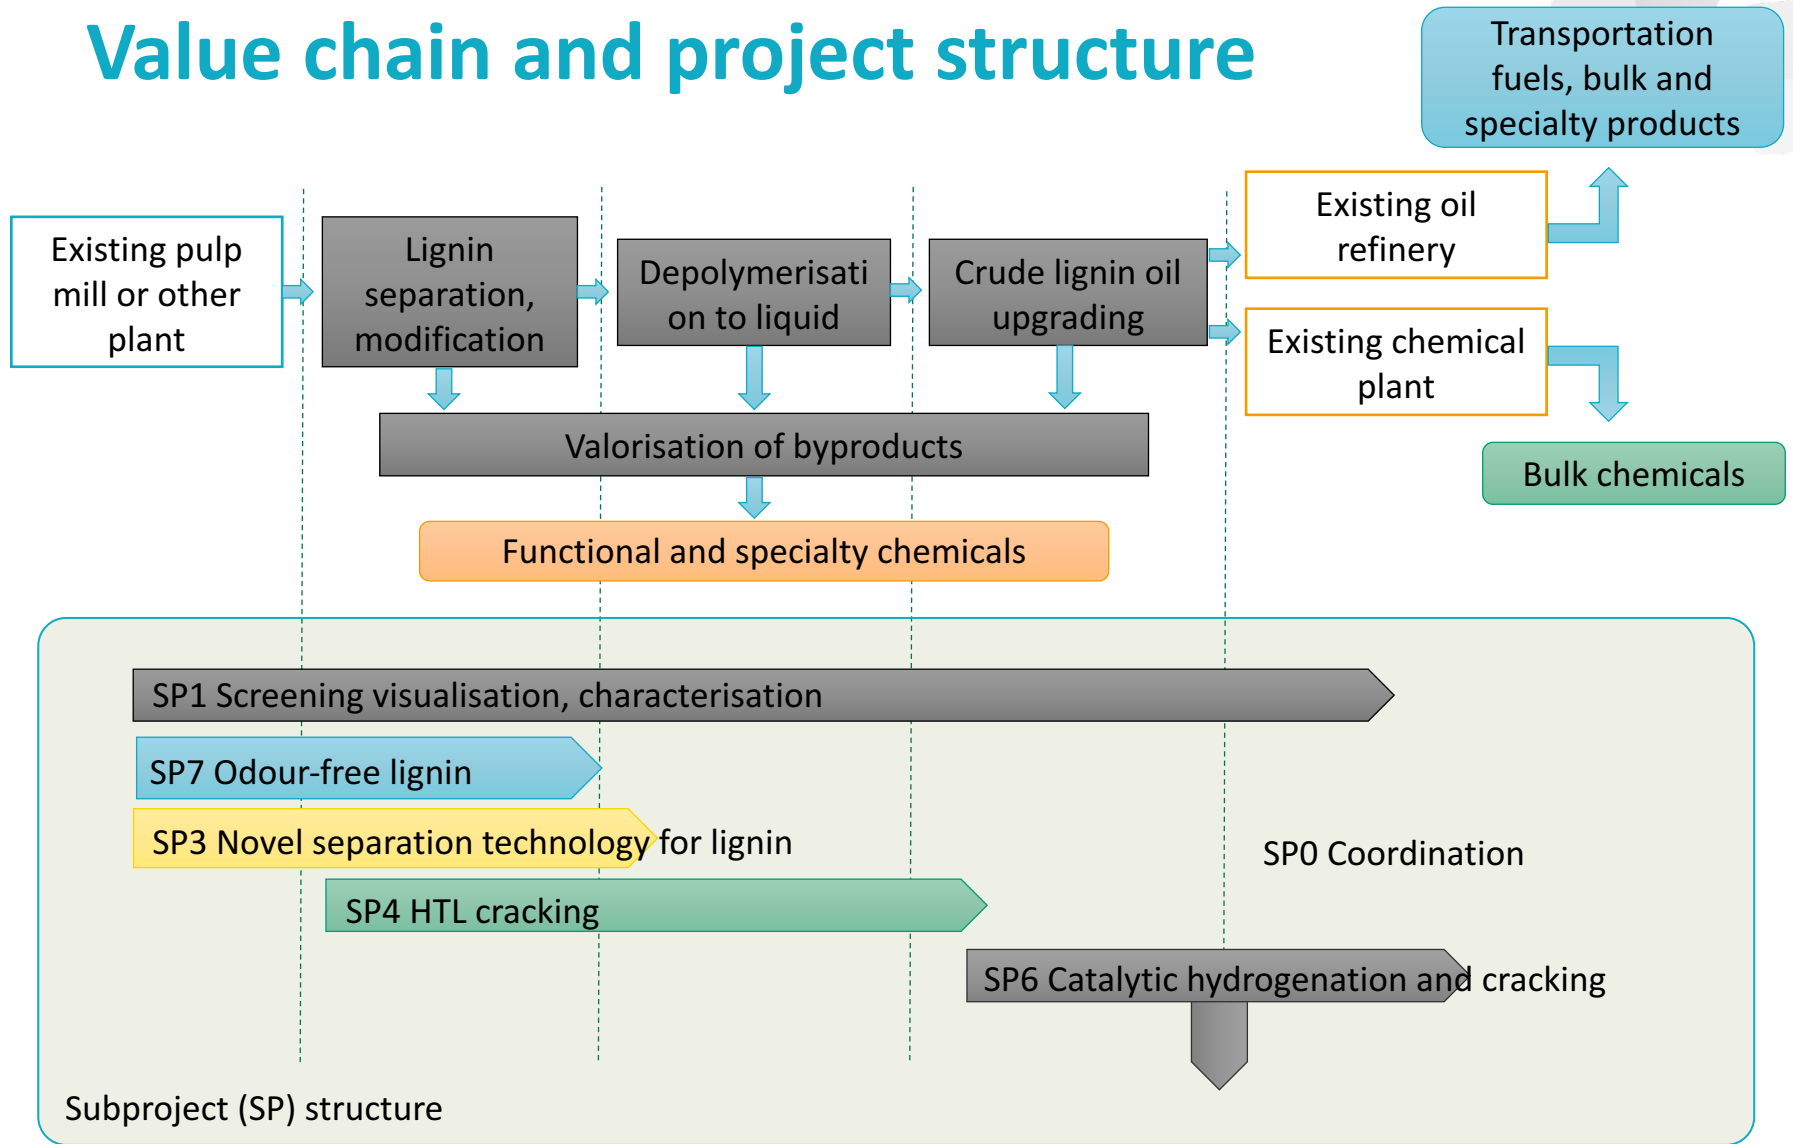 Value chain and project structure
Transportation
fuels, bulk and
specialty products
Existing pulp
mill or other
plant
Lignin
separation,
modification
Depolymerisati
on to liquid
Crude lignin oil
upgrading
Existing oil
refinery
Existing chemical
plant
Valorisation of byproducts
Bulk chemicals
Functional and specialty chemicals
SP1 Screening visualisation, characterisation
SP7 Odour-free lignin
SP3 Novel separation technology for lignin
SP0 Coordination
SP4 HTL cracking
SP6 Catalytic hydrogenation and cracking
Subproject (SP) structure